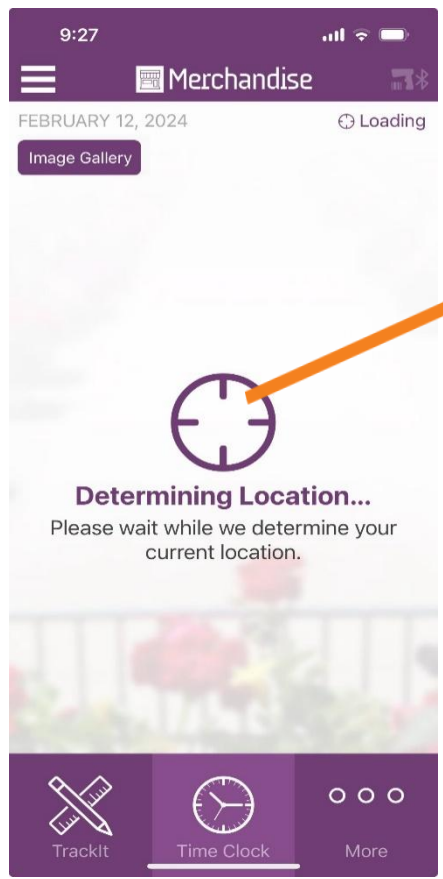 9:27
Merchandise
FEBRUARY 12, 2024
Loading
Image Gallery
Determining Location...
Please wait while we determine your
current location.
TrackIt
Time Clock
More